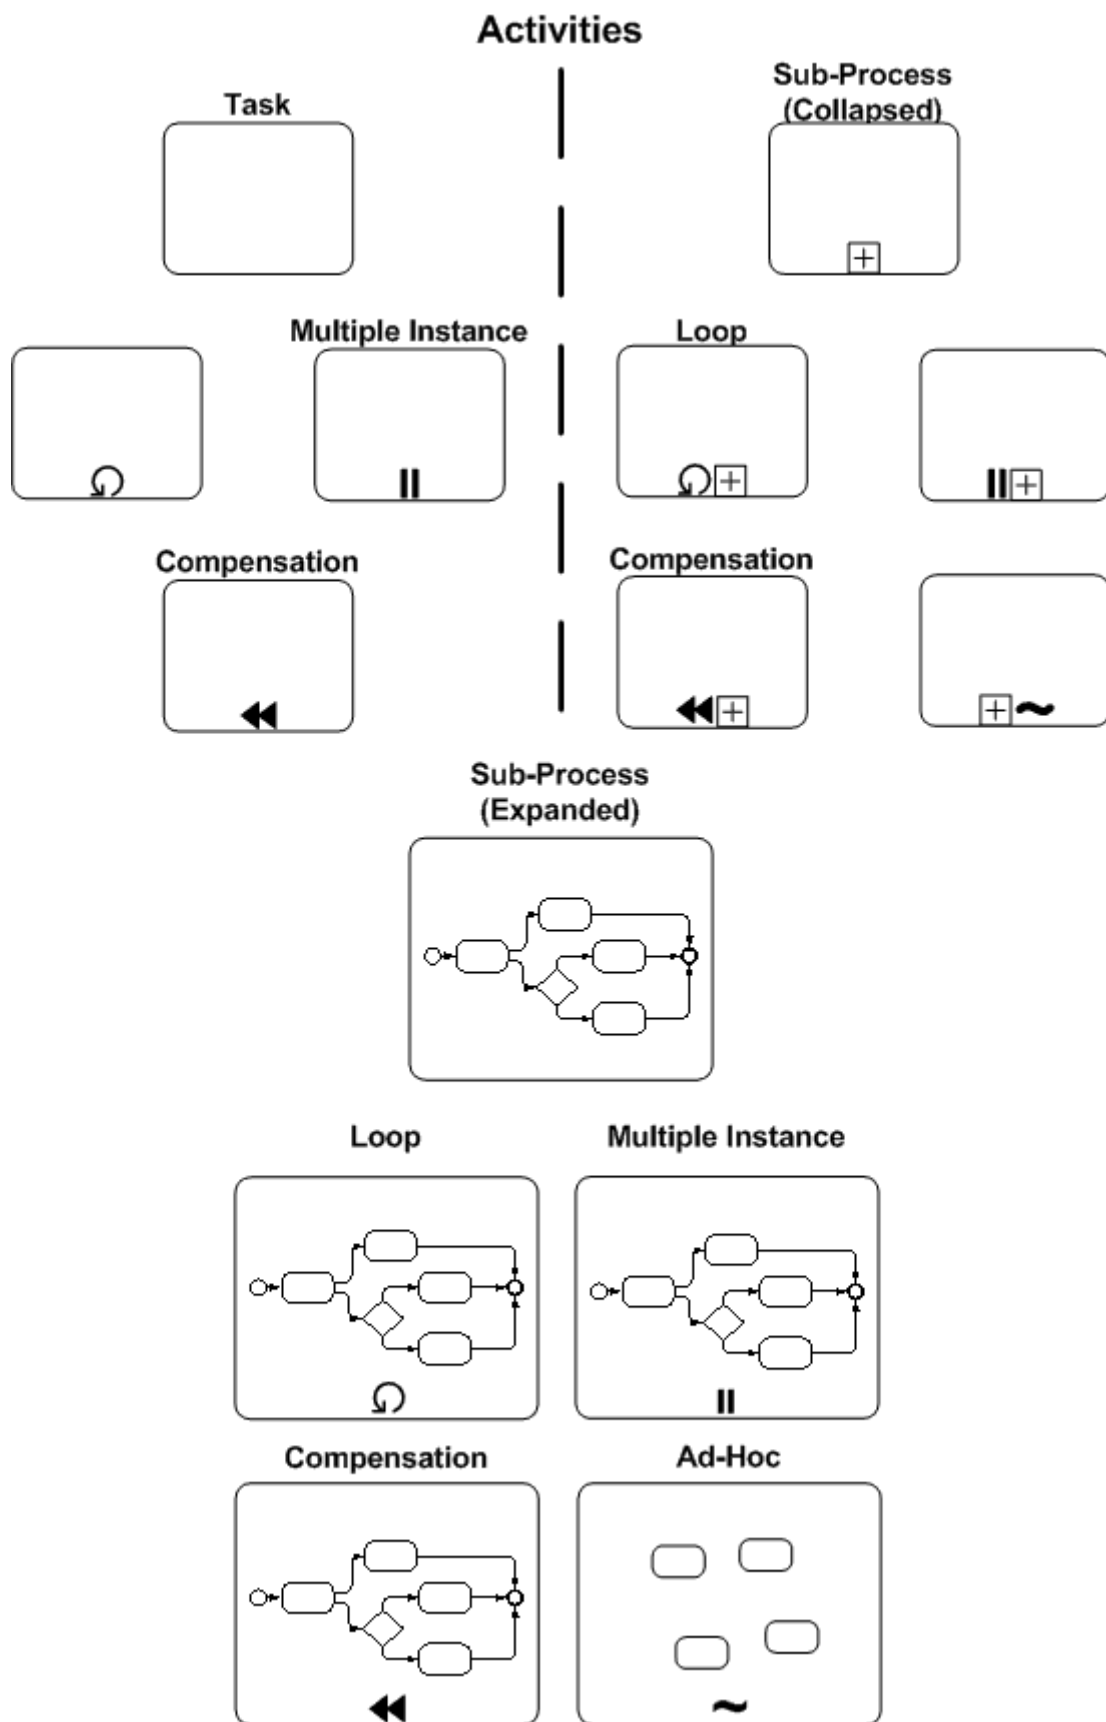 Activities
Task
Sub-Process
(Collapsed)
Multiple Instance
Loop
Compensation
Compensation
Sub-Process
(Expanded)
Loop
Multiple Instance
Compensation
Ad-Hoc